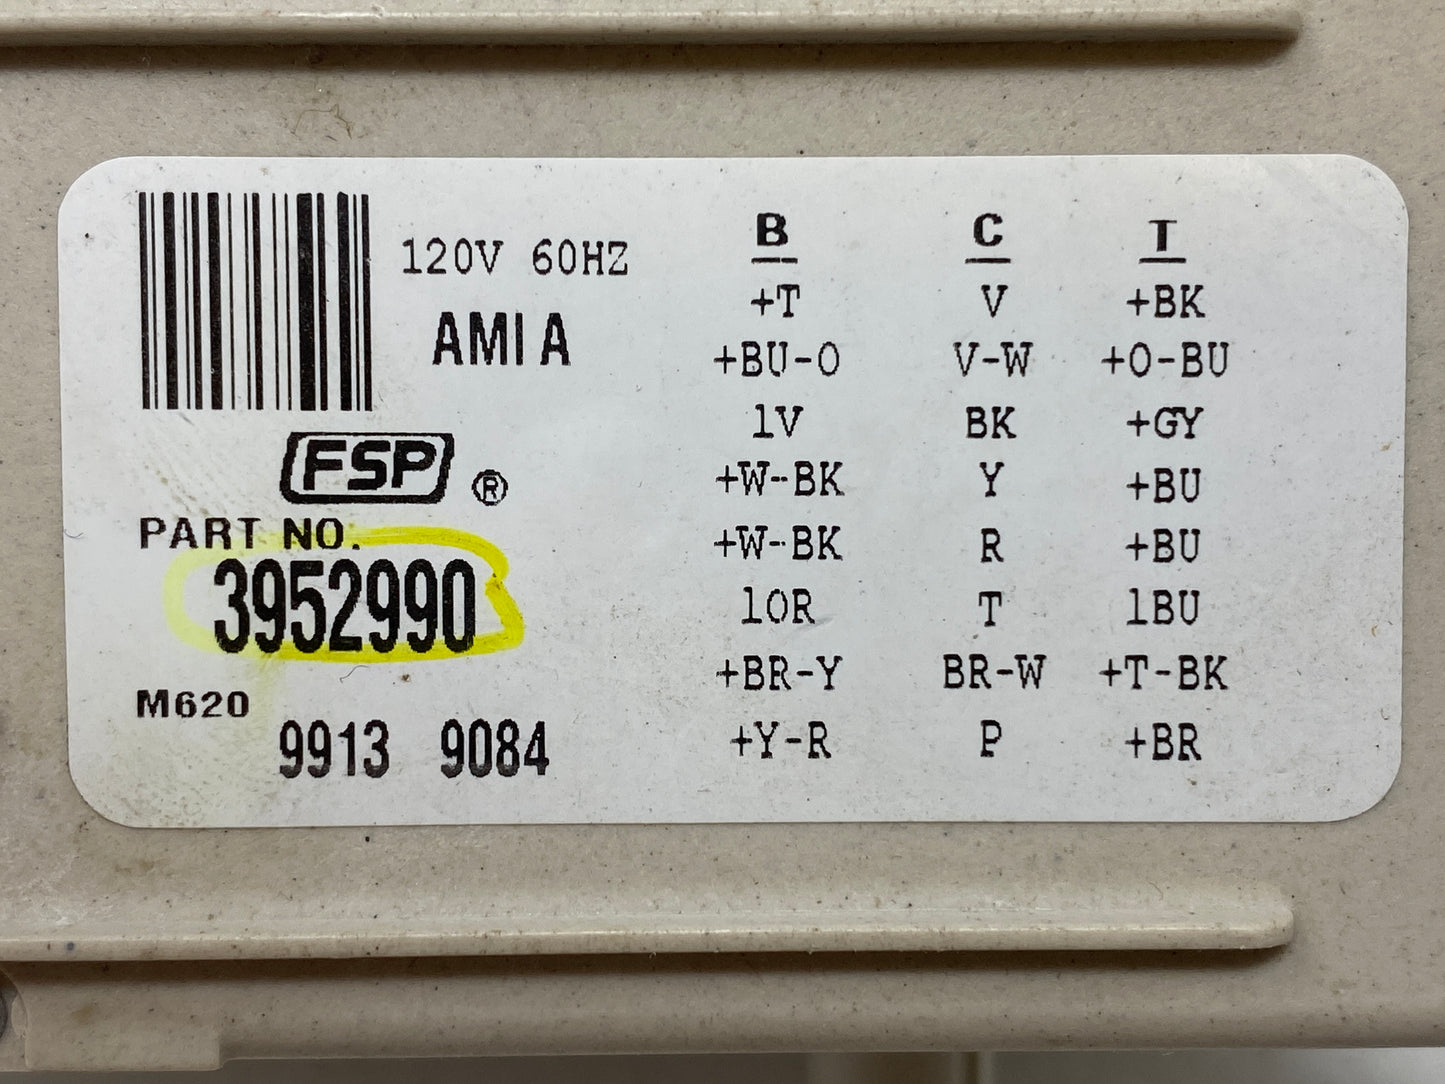 120V 60HZ
AMI A
FSP ®
PART NO.
3952990
M620
9913 9084
B C T
+T V +BK
+BU-O V-W +O-BU
1V BK +GY
+W-BK Y +BU
+W-BK R +BU
1OR T 1BU
+BR-Y BR-W +T-BK
+Y-R P +BR